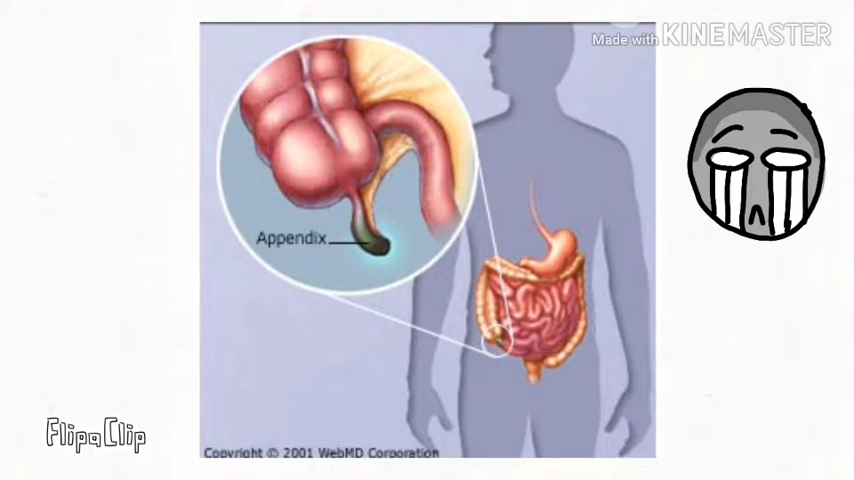 Made with KINEMASTER
Appendix
FlipaClip
Copyright © 2001 WebMD Corporation